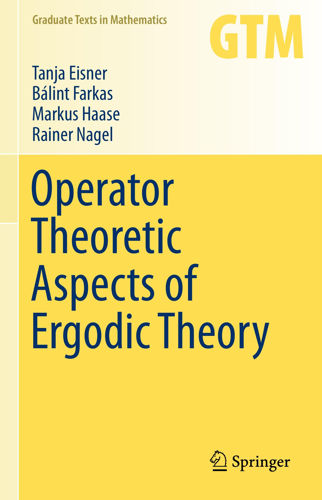 Graduate Texts in Mathematics
GTM
Tanja Eisner
Bálint Farkas
Markus Haase
Rainer Nagel
Operator
Theoretic
Aspects of
Ergodic Theory
Springer